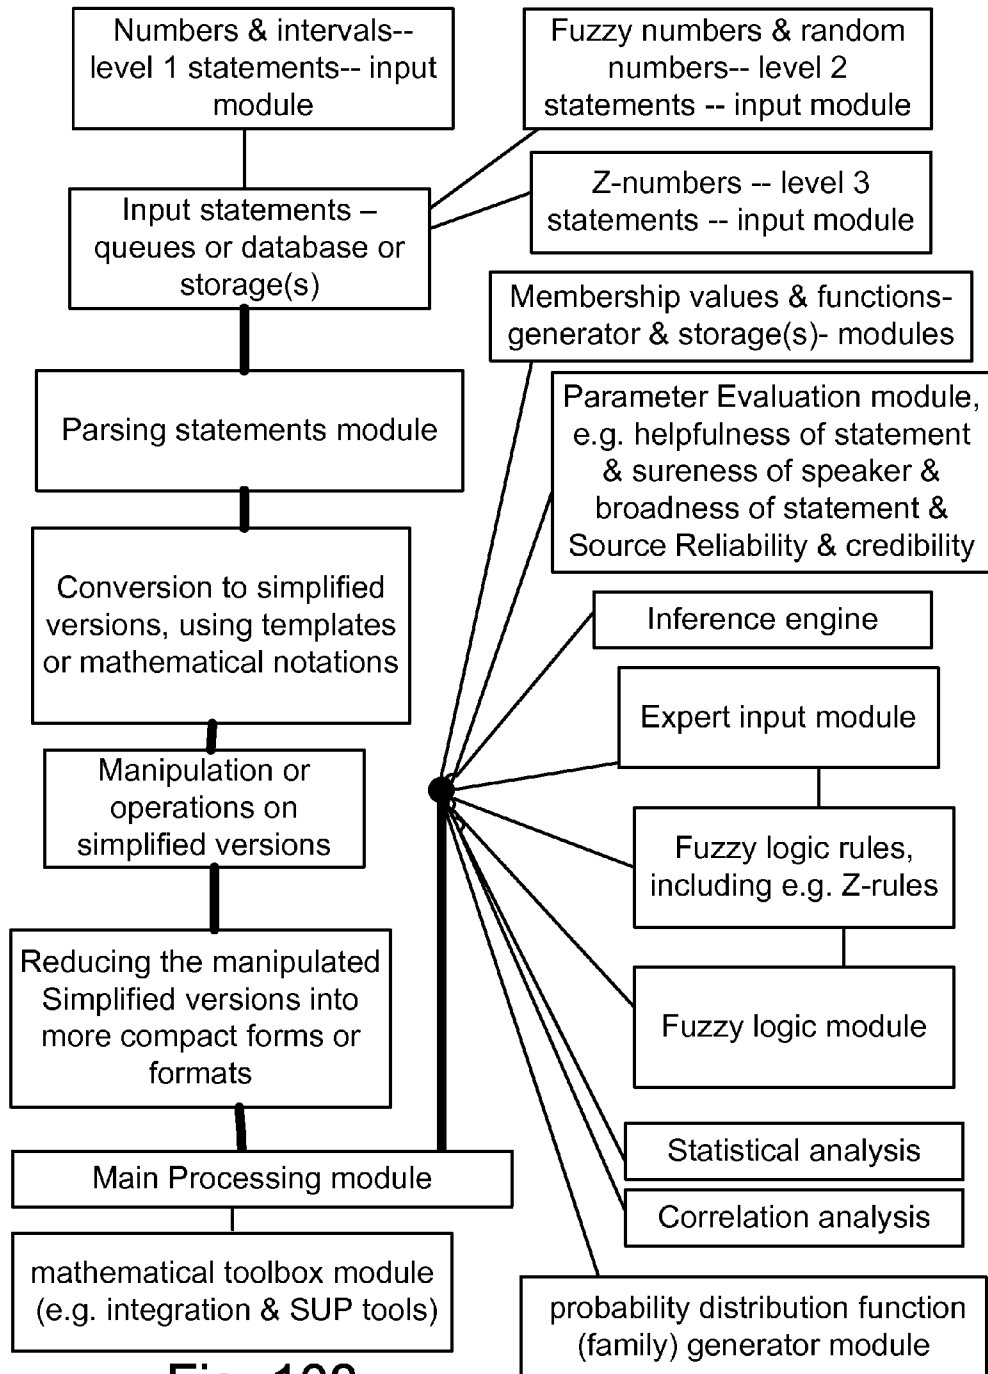 Numbers & intervals--
level 1 statements-- input
module
Fuzzy numbers & random
numbers-- level 2
statements -- input module
Z-numbers -- level 3
statements -- input module
Input statements –
queues or database or
storage(s)
Membership values & functions-
generator & storage(s)- modules
Parsing statements module
Parameter Evaluation module,
e.g. helpfulness of statement
& sureness of speaker &
broadness of statement &
Source Reliability & credibility
Conversion to simplified
versions, using templates
or mathematical notations
Inference engine
Expert input module
Manipulation or
operations on
simplified versions
Fuzzy logic rules,
including e.g. Z-rules
Reducing the manipulated
Simplified versions into
more compact forms or
formats
Fuzzy logic module
Statistical analysis
Main Processing module
Correlation analysis
mathematical toolbox module
(e.g. integration & SUP tools)
probability distribution function
(family) generator module